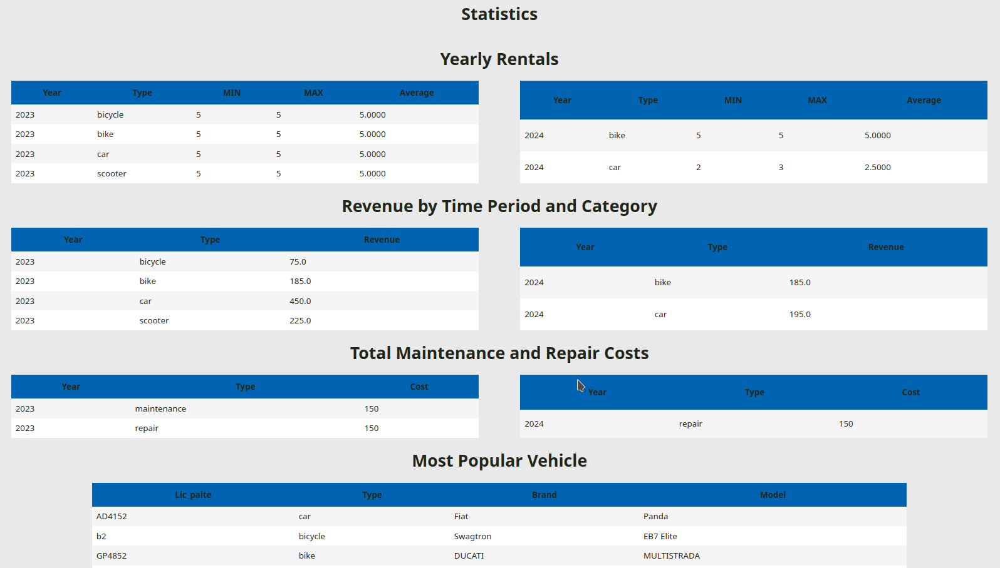 Statistics
Yearly Rentals
Year Type MIN MAX Average
2023 bicycle 5 5 5.0000
2023 bike 5 5 5.0000
2023 car 5 5 5.0000
2023 scooter 5 5 5.0000
Year Type MIN MAX Average
2024 bike 5 5 5.0000
2024 car 2 3 2.5000
Revenue by Time Period and Category
Year Type Revenue
2023 bicycle 75.0
2023 bike 185.0
2023 car 450.0
2023 scooter 225.0
Year Type Revenue
2024 bike 185.0
2024 car 195.0
Total Maintenance and Repair Costs
Year Type Cost
2023 maintenance 150
2023 repair 150
Year Type Cost
2024 repair 150
Most Popular Vehicle
Lic_palte Type Brand Model
AD4152 car Fiat Panda
b2 bicycle Swagtron EB7 Elite
GP4852 bike DUCATI MULTISTRADA